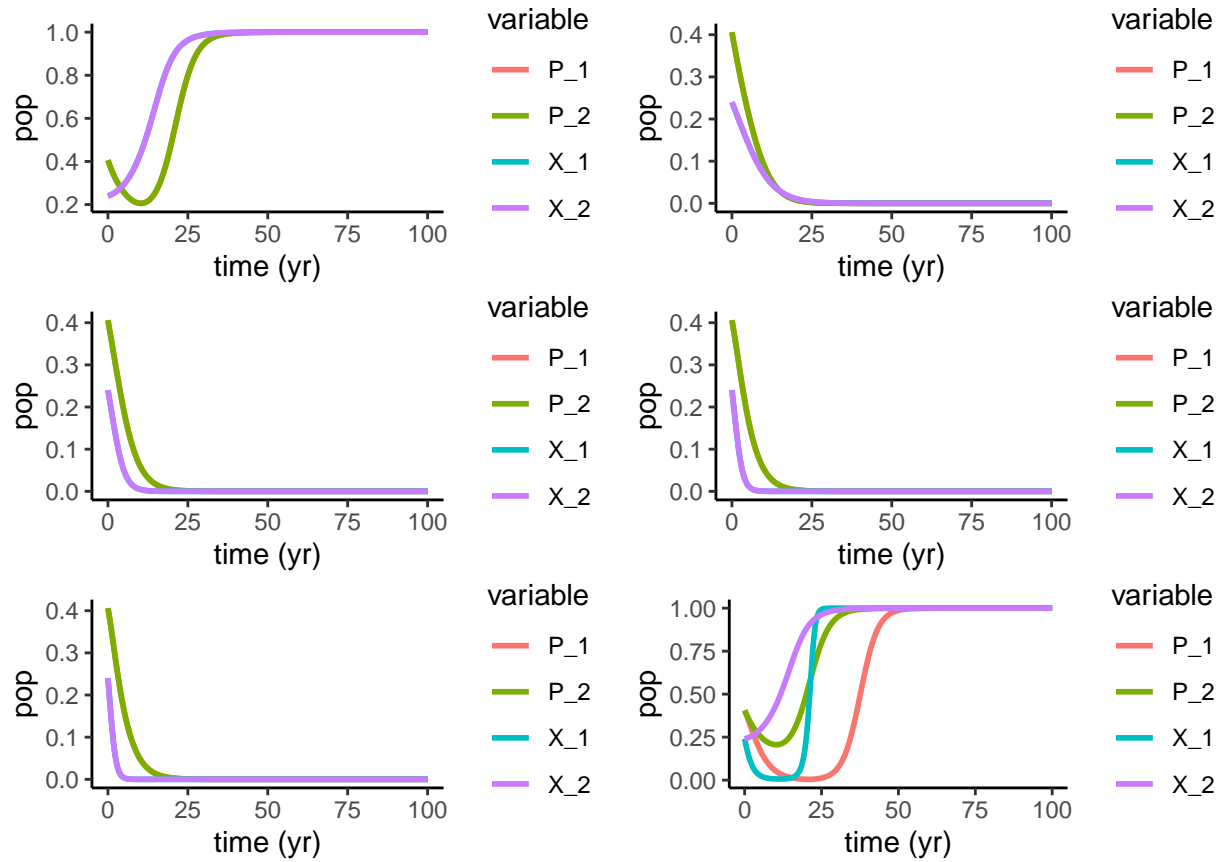 variable
1.0
0.8
0.6
0.4
0.2
pop
P_1
P_2
X_1
X_2
0 25 50 75 100
time (yr)
variable
0.4
0.3
0.2
0.1
0.0
pop
P_1
P_2
X_1
X_2
0 25 50 75 100
time (yr)
variable
0.4
0.3
0.2
0.1
0.0
pop
P_1
P_2
X_1
X_2
0 25 50 75 100
time (yr)
variable
0.4
0.3
0.2
0.1
0.0
pop
P_1
P_2
X_1
X_2
0 25 50 75 100
time (yr)
variable
0.4
0.3
0.2
0.1
0.0
pop
P_1
P_2
X_1
X_2
0 25 50 75 100
time (yr)
variable
1.00
0.75
0.50
0.25
0.00
pop
P_1
P_2
X_1
X_2
0 25 50 75 100
time (yr)